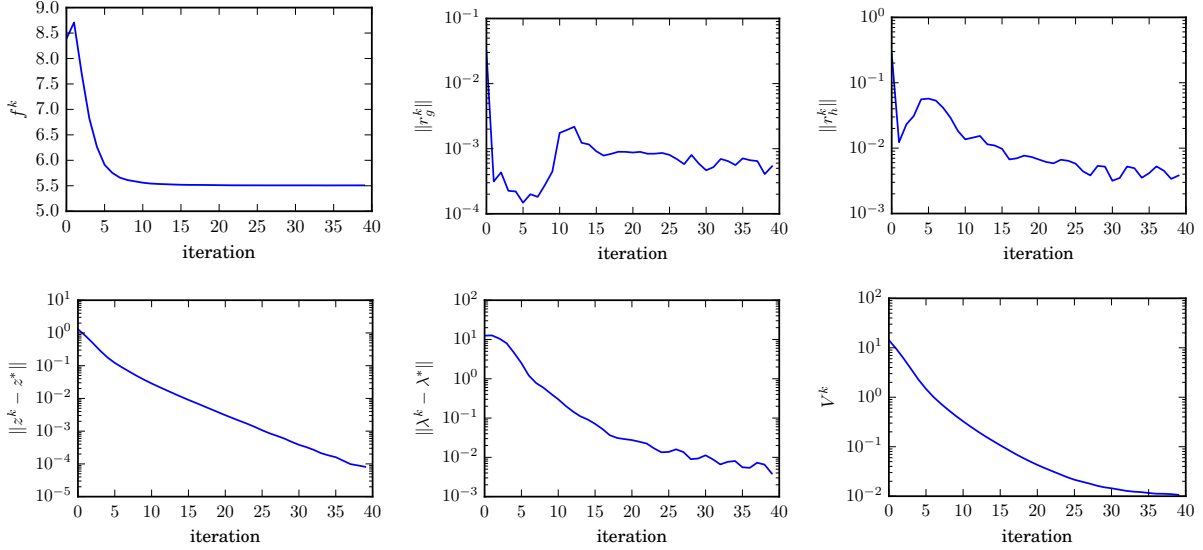 9.0
8.5
8.0
7.5
7.0
6.5
6.0
5.5
5.0
f^k
0 5 10 15 20 25 30 35 40
iteration
10^{-1}
10^{-2}
10^{-3}
10^{-4}
||r_g^k||
0 5 10 15 20 25 30 35 40
iteration
10^0
10^{-1}
10^{-2}
10^{-3}
||r_h^k||
0 5 10 15 20 25 30 35 40
iteration
10^1
10^0
10^{-1}
10^{-2}
10^{-3}
10^{-4}
10^{-5}
||z^k − z^*||
0 5 10 15 20 25 30 35 40
iteration
10^2
10^1
10^0
10^{-1}
10^{-2}
10^{-3}
||λ^k − λ^*||
0 5 10 15 20 25 30 35 40
iteration
10^2
10^1
10^0
10^{-1}
10^{-2}
V^k
0 5 10 15 20 25 30 35 40
iteration